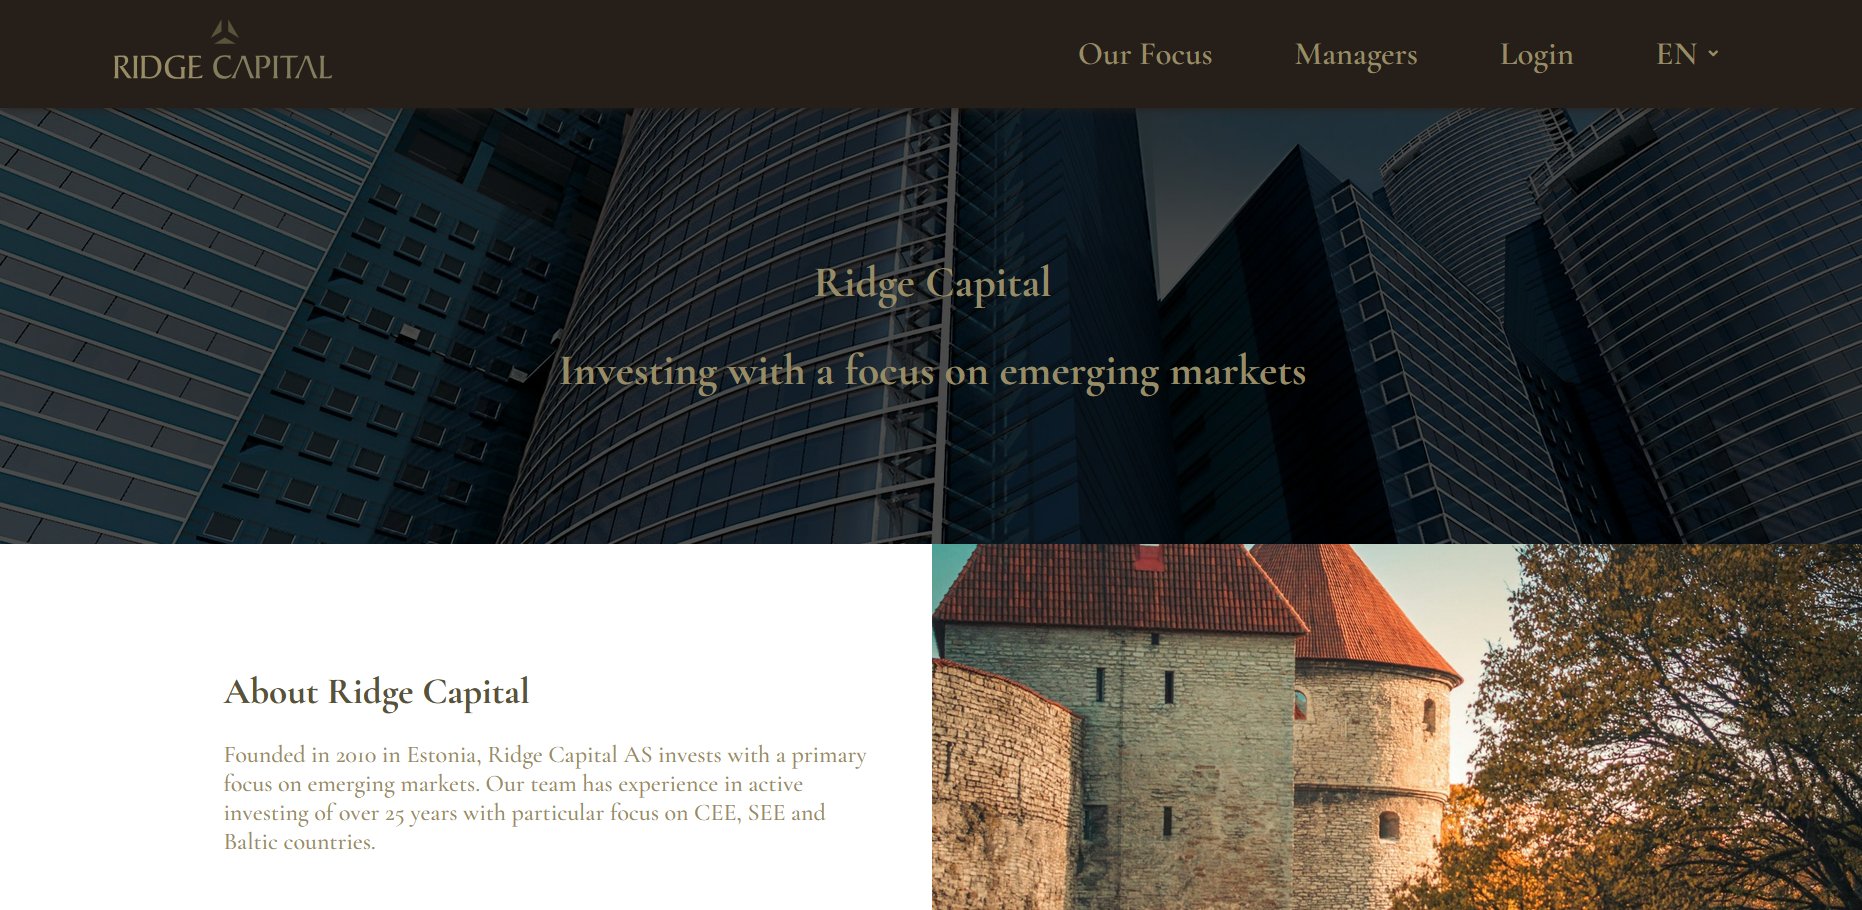 RIDGE CAPITAL
Our Focus
Managers
Login
EN
Ridge Capital
Investing with a focus on emerging markets
About Ridge Capital
Founded in 2010 in Estonia, Ridge Capital AS invests with a primary
focus on emerging markets. Our team has experience in active
investing of over 25 years with particular focus on CEE, SEE and
Baltic countries.